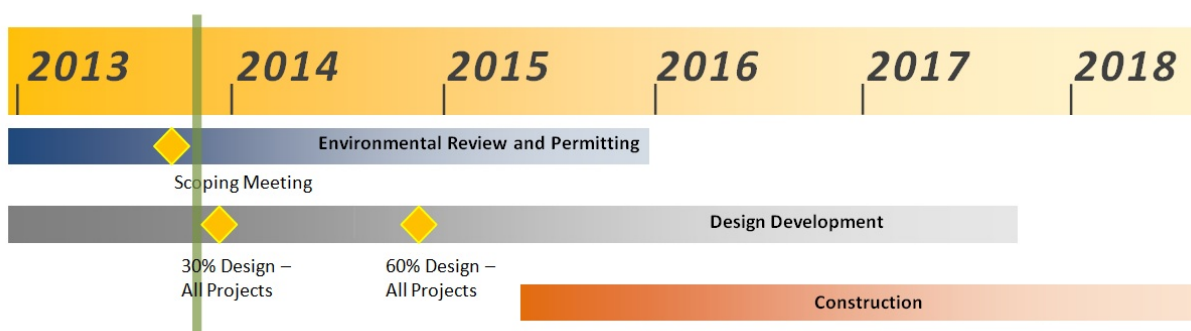 2013 2014 2015 2016 2017 2018
Environmental Review and Permitting
Scoping Meeting
Design Development
30% Design –
All Projects
60% Design –
All Projects
Construction